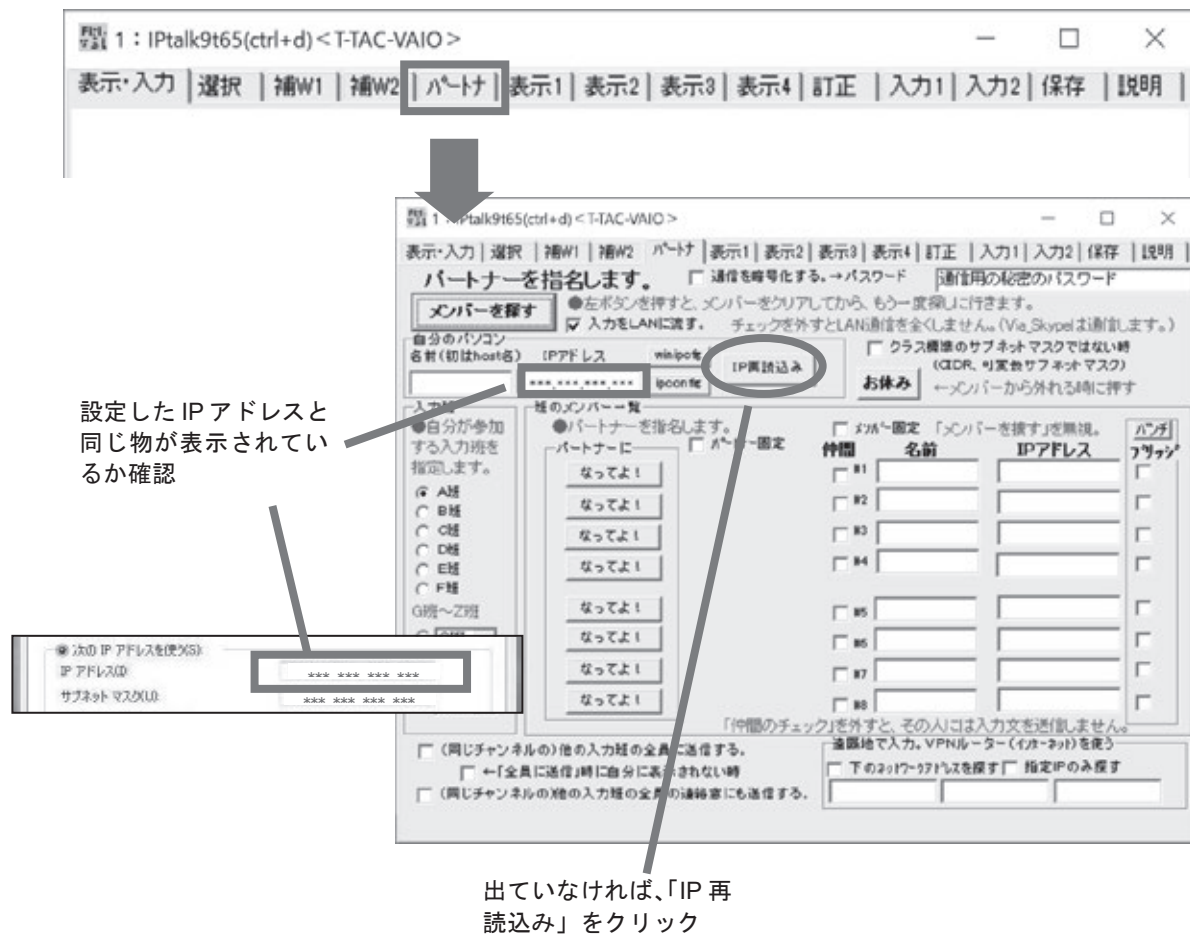 1：IPtalk9t65(ctrl+d)<T-TAC-VAIO>
表示・入力 選択 補W1 補W2 パートナ 表示1 表示2 表示3 表示4 訂正 入力1 入力2 保存 説明
1：IPtalk9t65(ctrl+d)<T-TAC-VAIO>
表示・入力 選択 補W1 補W2 パートナ 表示1 表示2 表示3 表示4 訂正 入力1 入力2 保存 説明
パートナーを指名します。 通信を暗号化する。→パスワード 通信用の秘密のパスワード
メンバーを探す ●左ボタンを押すと、メンバーをクリアしてから、もう一度探しに行きます。
入力をLANに流す。 チェックを外すとLAN通信を全くしません。(Via_Skypeは通信します。)
自分のパソコン
名前(初はhost名) IPアドレス IP再読込み クラス標準のサブネットマスクではない時
(CIDR、可変長サブネットマスク)
***.***.***.*** お休み ←メンバーから外れる時に押す
設定した IP アドレスと
同じ物が表示されてい
るか確認
入力班 班のメンバー一覧
●自分が参加
する入力班を
指定します。
●パートナーを指名します。
パートナーに パートナー固定 メンバー固定 「メンバーを探す」を無視。
仲間 名前 IPアドレス パンチ
A班
B班
C班
D班
E班
F班
G班～Z班
なってよ！ #1
なってよ！ #2
なってよ！ #3
なってよ！ #4
なってよ！ #5
なってよ！ #6
なってよ！ #7
なってよ！ #8
次の IP アドレスを使う(S):
IP アドレス(I): *** *** *** ***
サブネット マスク(U): *** *** *** ***
「仲間のチェック」を外すと、その人には入力文を送信しません。
(同じチャンネルの)他の入力班の全員に送信する。
←「全員に送信」時に自分に表示されない時
(同じチャンネルの)他の入力班の全員の連絡窓にも送信する。
遠隔地で入力。VPNルーター(インターネット)を使う
下のネットワークアドレスを探す 指定IPのみ探す
出ていなければ、「IP 再
読込み」をクリック